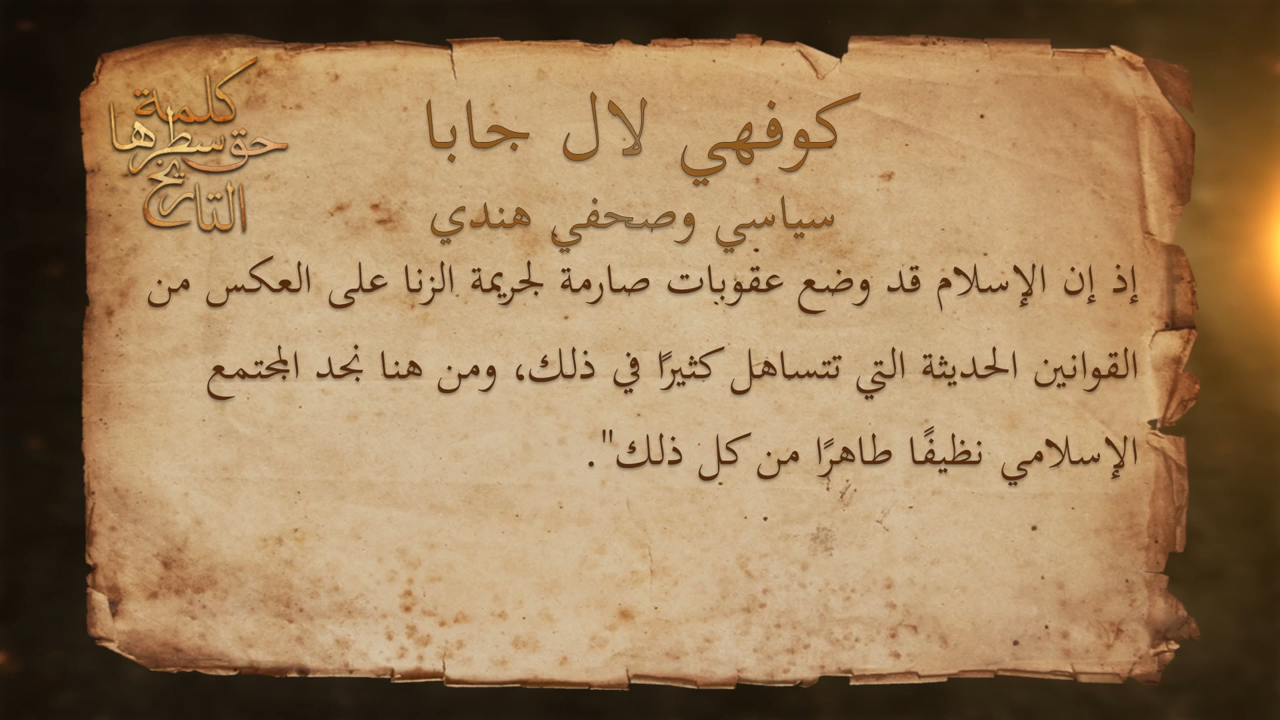 كلمة
حق سطرها
التاريخ
كوفهي لال جابا
سياسي وصحفي هندي
إذ إن الإسلام قد وضع عقوبات صارمة لجريمة الزنا على العكس من
القوانين الحديثة التي تتساهل كثيرًا في ذلك، ومن هنا نجد المجتمع
الإسلامي نظيفًا طاهرًا من كل ذلك".